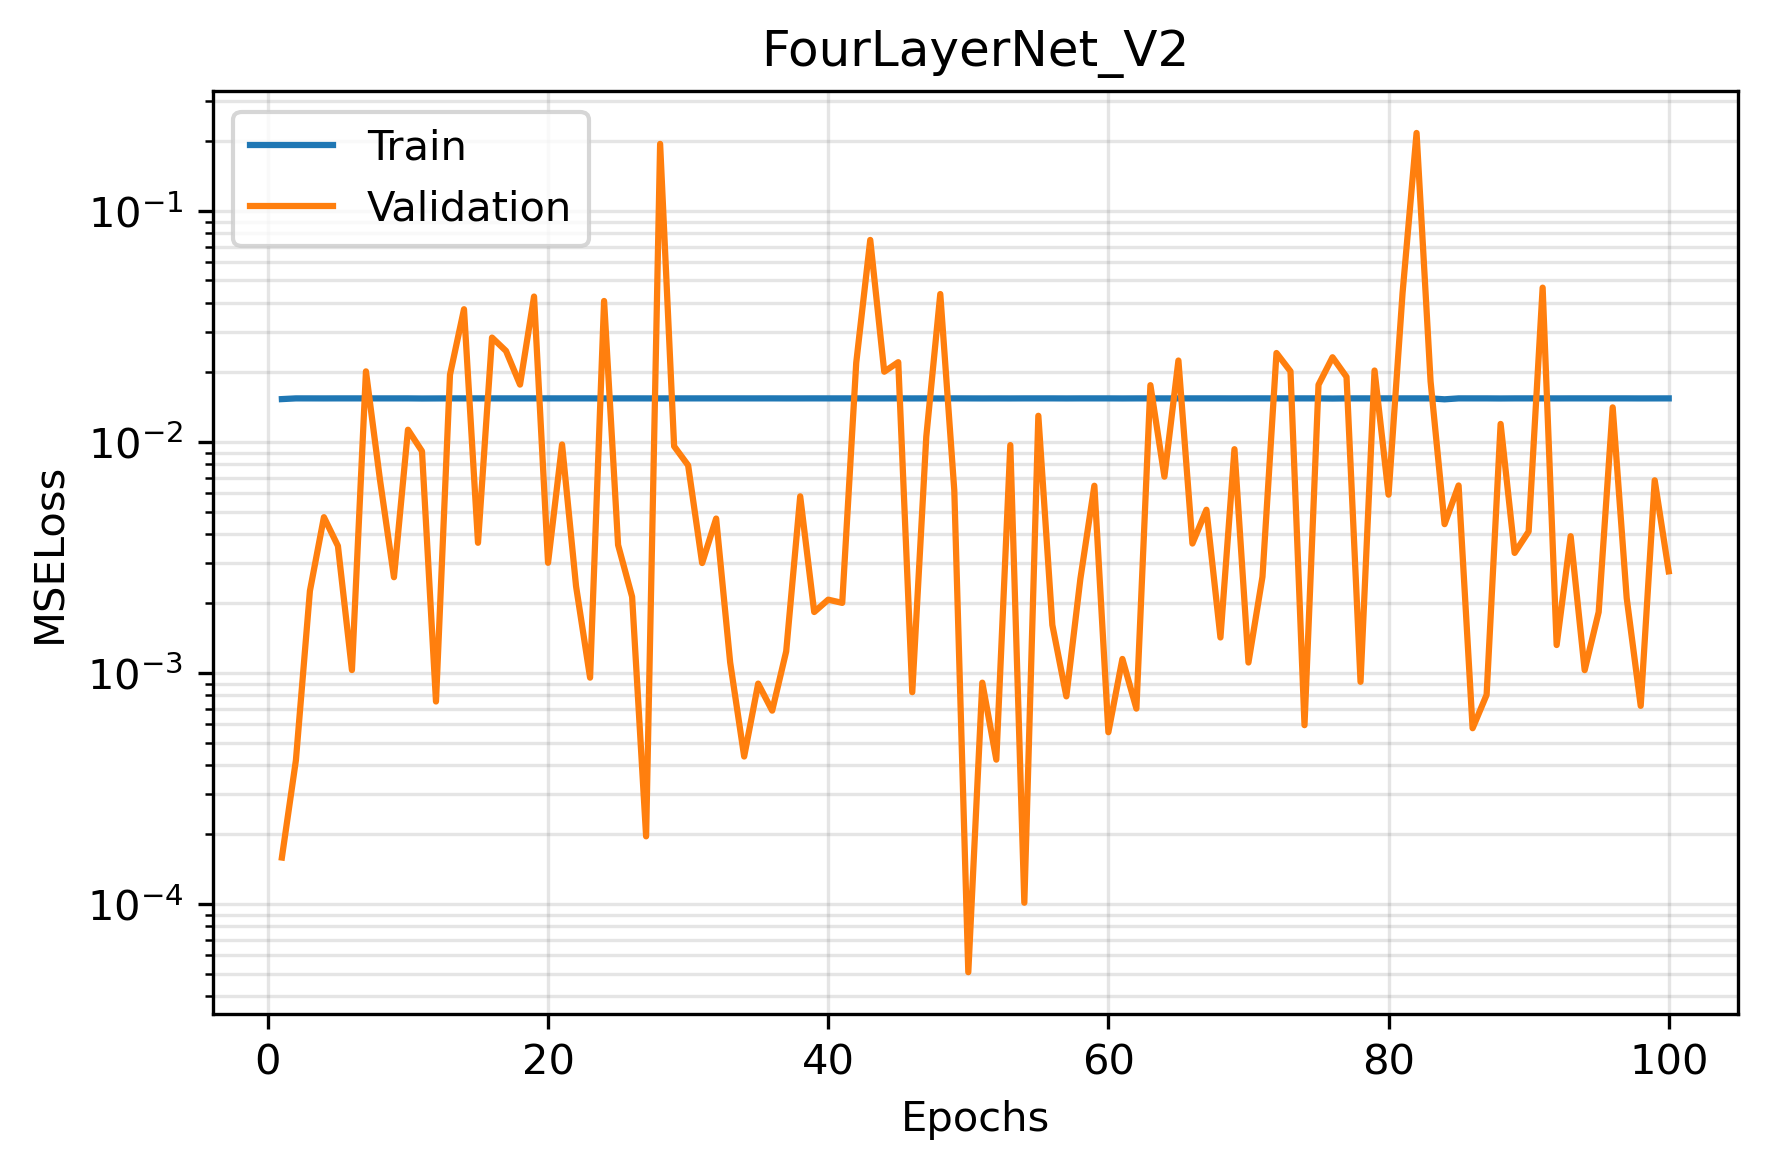 FourLayerNet_V2
Train
Validation
MSELoss
10⁻¹
10⁻²
10⁻³
10⁻⁴
0 20 40 60 80 100
Epochs